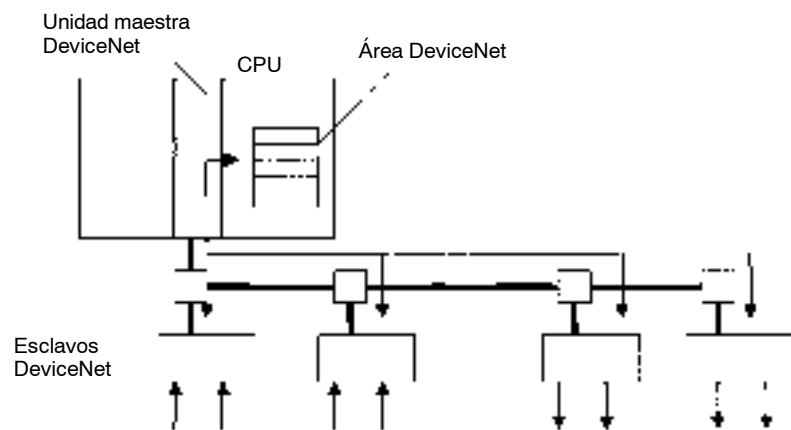 Unidad maestra
DeviceNet
CPU
Área DeviceNet
Esclavos
DeviceNet